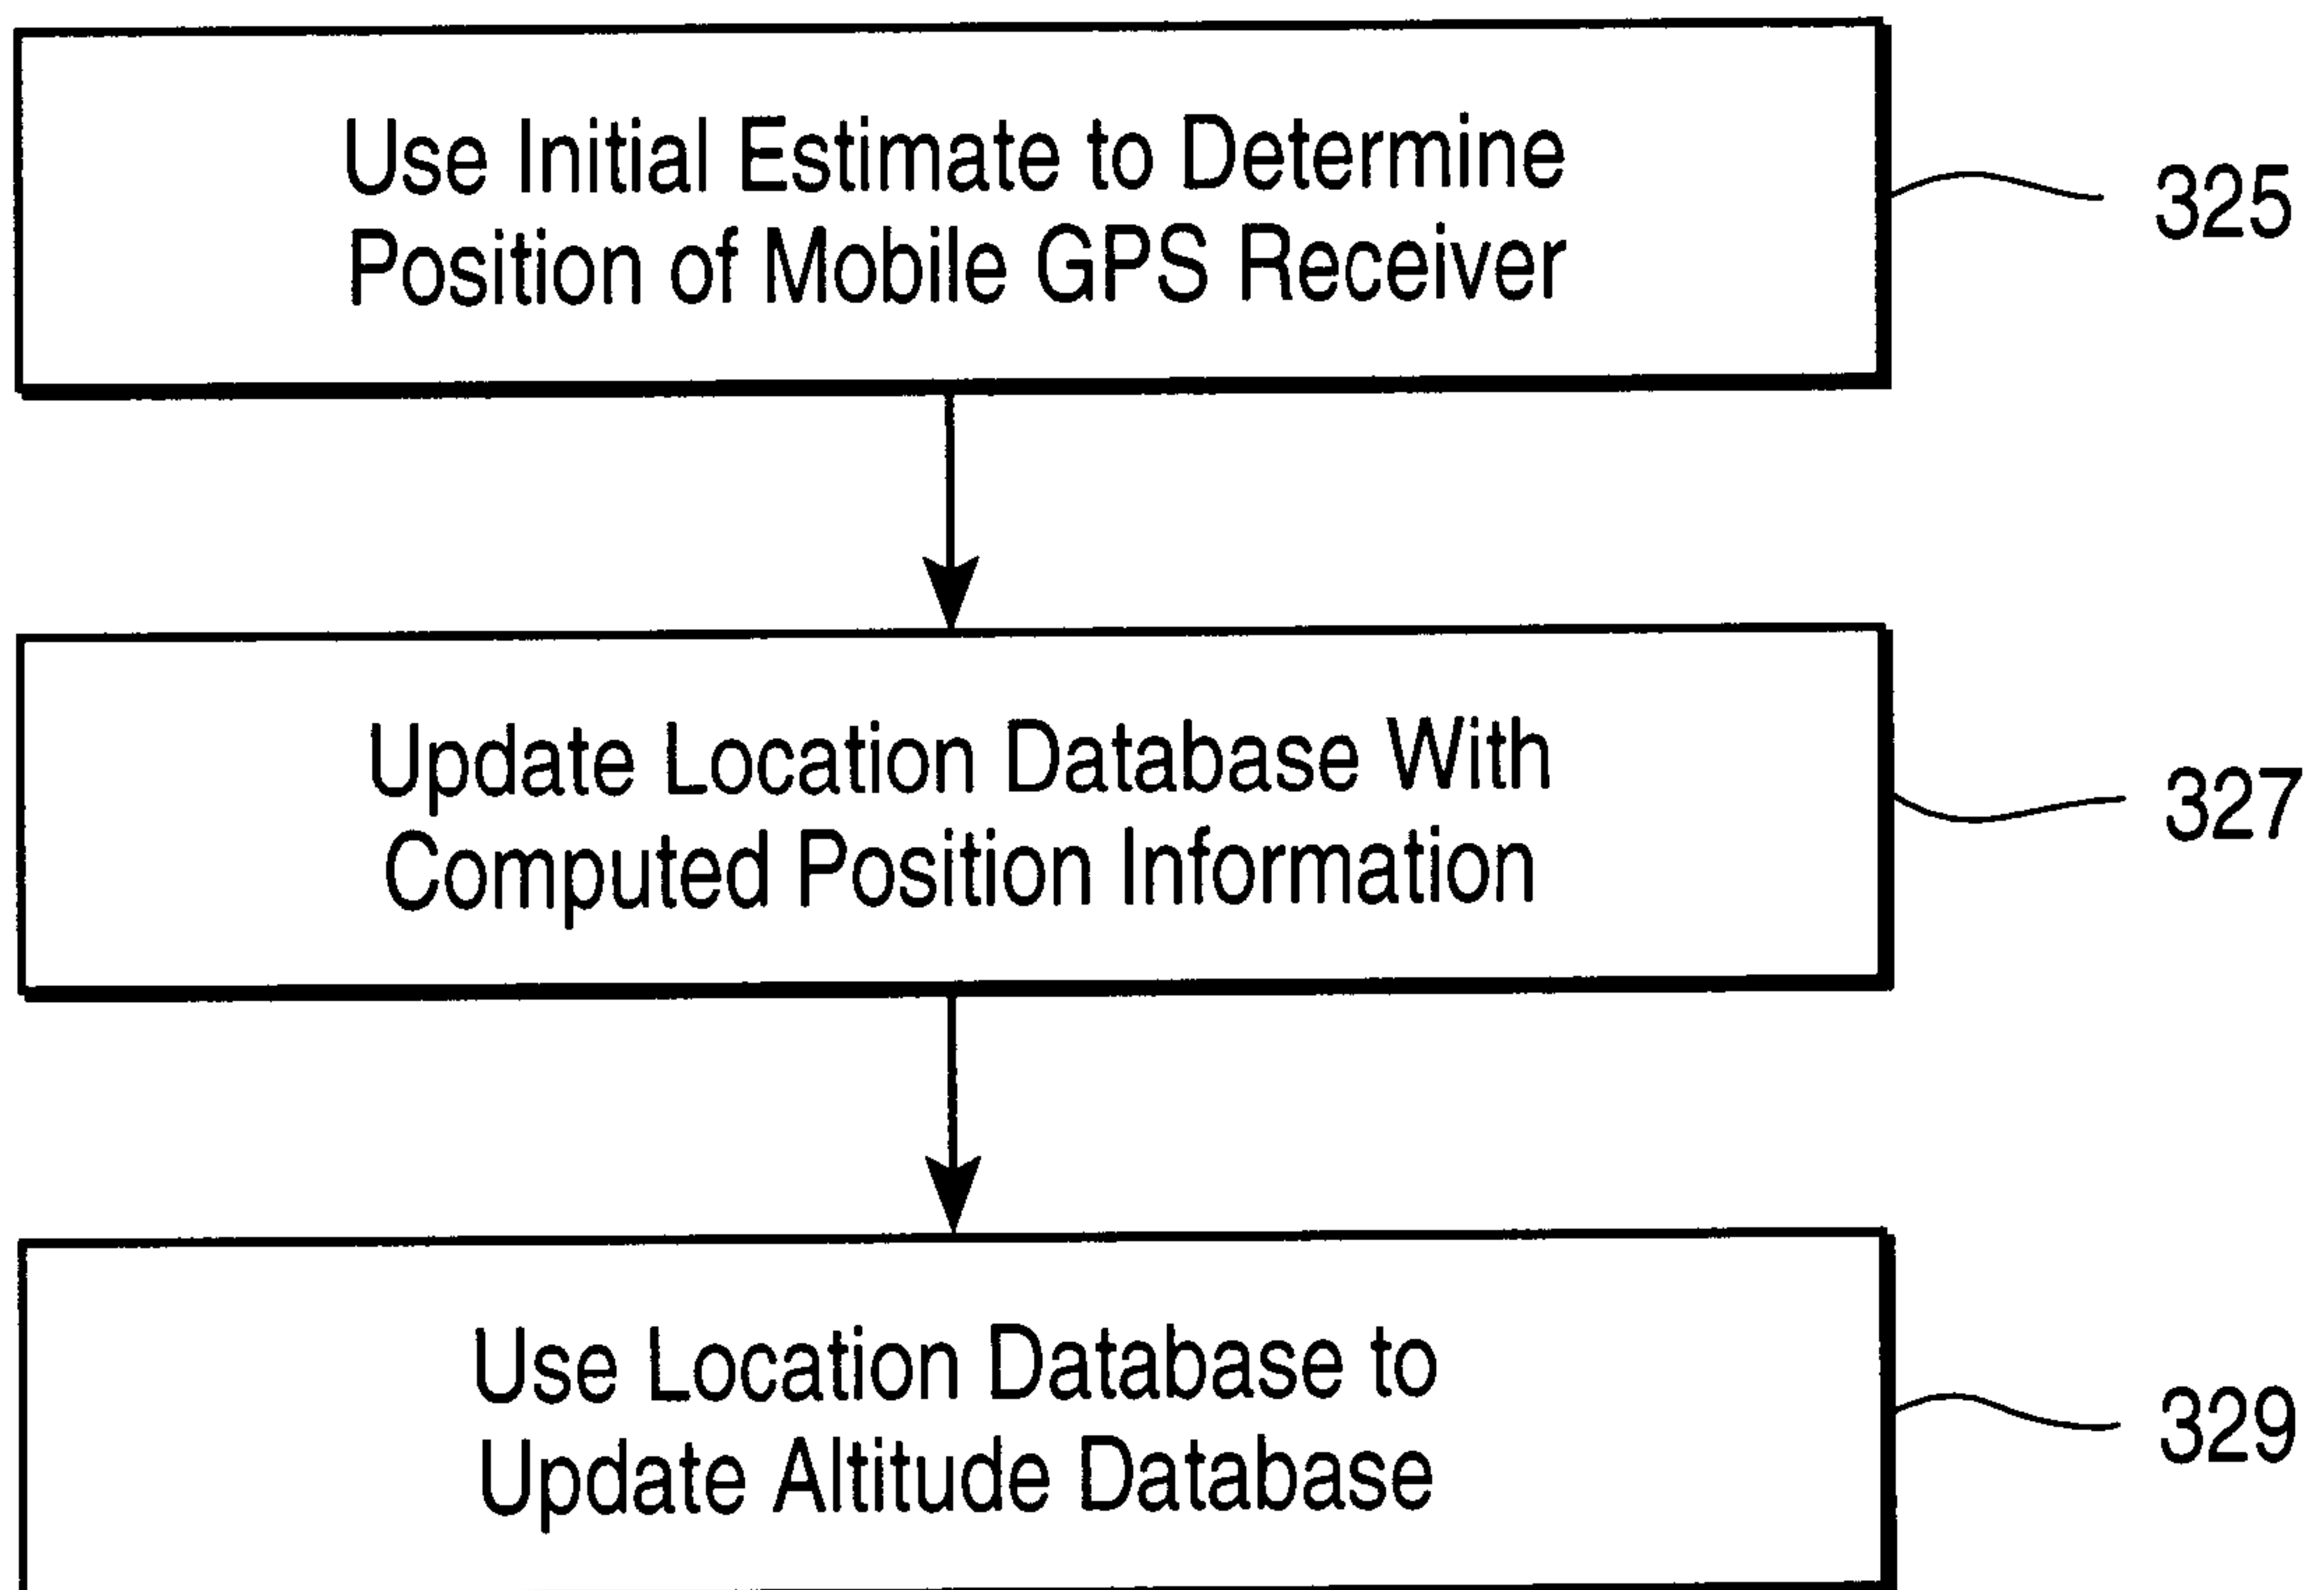 Use Initial Estimate to Determine
Position of Mobile GPS Receiver
325
Update Location Database With
Computed Position Information
327
Use Location Database to
Update Altitude Database
329